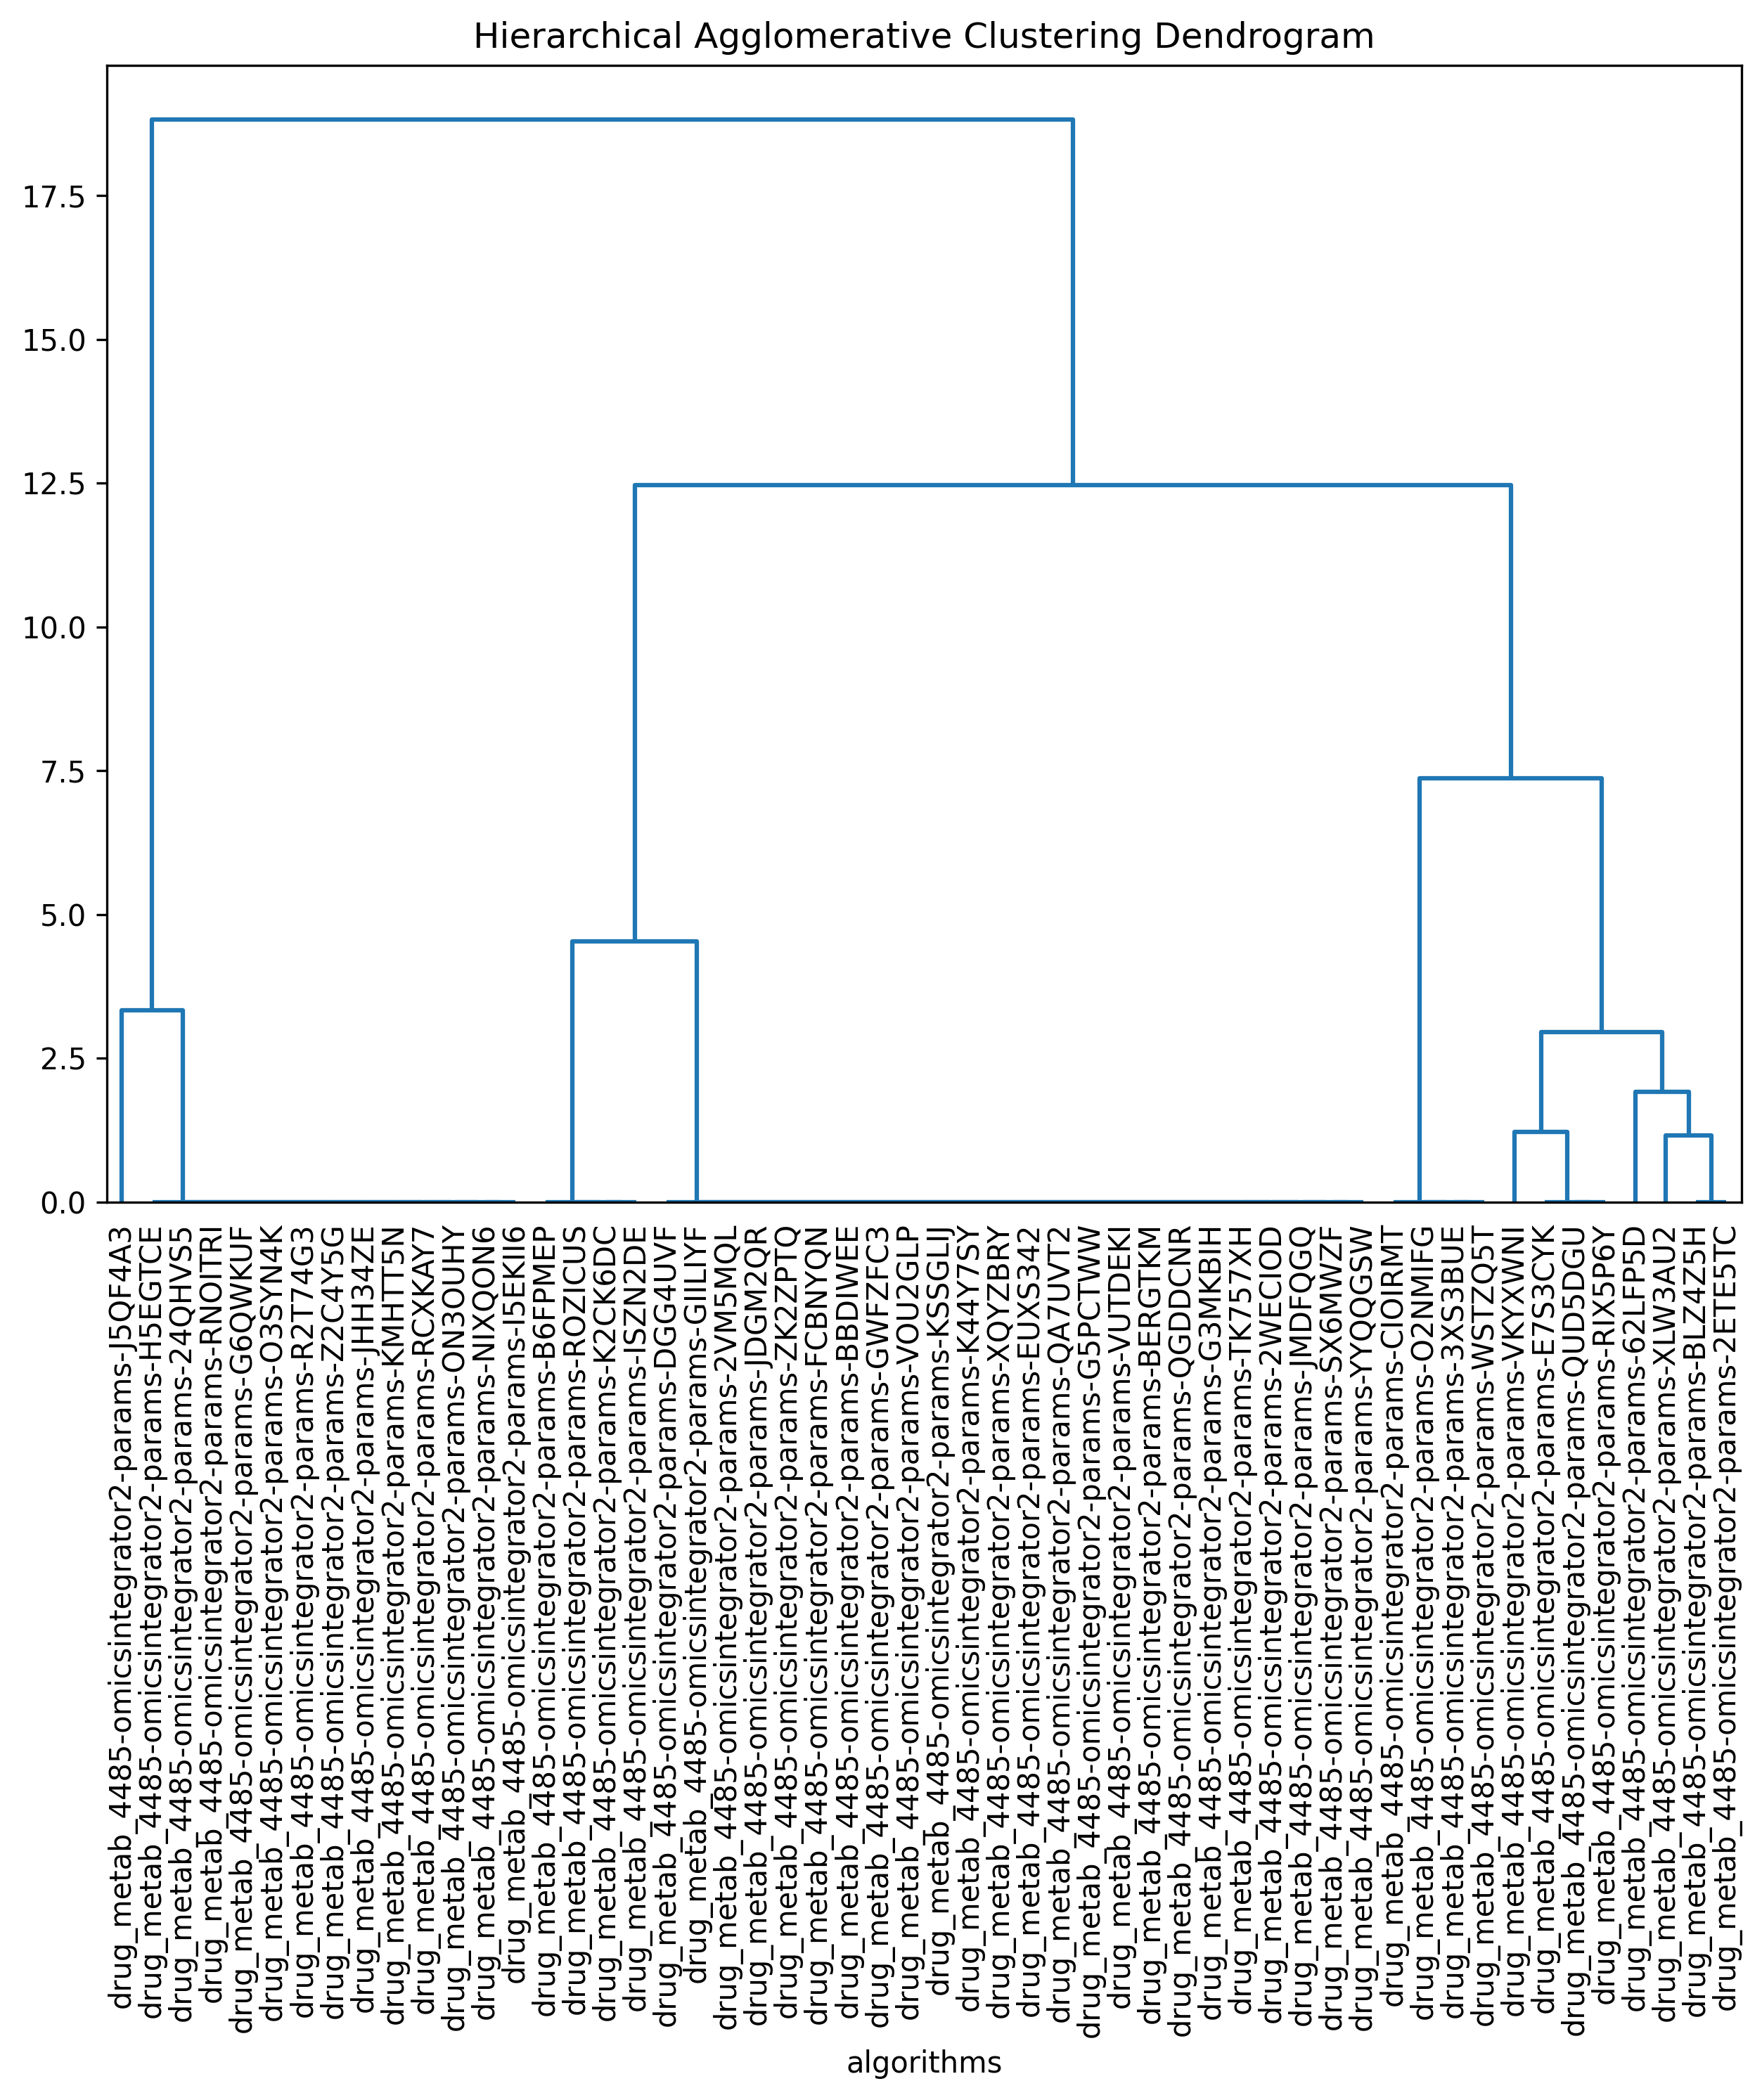 Hierarchical Agglomerative Clustering Dendrogram
17.5
15.0
12.5
10.0
7.5
5.0
2.5
0.0
drug_metab_4485-omicsintegrator2-params-J5QF4A3
drug_metab_4485-omicsintegrator2-params-H5EGTCE
drug_metab_4485-omicsintegrator2-params-24QHVS5
drug_metab_4485-omicsintegrator2-params-RNOITRI
drug_metab_4485-omicsintegrator2-params-G6QWKUF
drug_metab_4485-omicsintegrator2-params-O3SYN4K
drug_metab_4485-omicsintegrator2-params-R2T74G3
drug_metab_4485-omicsintegrator2-params-Z2C4Y5G
drug_metab_4485-omicsintegrator2-params-JHH34ZE
drug_metab_4485-omicsintegrator2-params-KMHTT5N
drug_metab_4485-omicsintegrator2-params-RCXKAY7
drug_metab_4485-omicsintegrator2-params-ON3OUHY
drug_metab_4485-omicsintegrator2-params-NIXQON6
drug_metab_4485-omicsintegrator2-params-I5EKII6
drug_metab_4485-omicsintegrator2-params-B6FPMEP
drug_metab_4485-omicsintegrator2-params-ROZICUS
drug_metab_4485-omicsintegrator2-params-K2CK6DC
drug_metab_4485-omicsintegrator2-params-ISZN2DE
drug_metab_4485-omicsintegrator2-params-DGG4UVF
drug_metab_4485-omicsintegrator2-params-GIILIYF
drug_metab_4485-omicsintegrator2-params-2VM5MQL
drug_metab_4485-omicsintegrator2-params-JDGM2QR
drug_metab_4485-omicsintegrator2-params-ZK2ZPTQ
drug_metab_4485-omicsintegrator2-params-FCBNYQN
drug_metab_4485-omicsintegrator2-params-BBDIWEE
drug_metab_4485-omicsintegrator2-params-GWFZFC3
drug_metab_4485-omicsintegrator2-params-VOU2GLP
drug_metab_4485-omicsintegrator2-params-KSSGLIJ
drug_metab_4485-omicsintegrator2-params-K44Y7SY
drug_metab_4485-omicsintegrator2-params-XQYZBRY
drug_metab_4485-omicsintegrator2-params-EUXS342
drug_metab_4485-omicsintegrator2-params-QA7UVT2
drug_metab_4485-omicsintegrator2-params-G5PCTWW
drug_metab_4485-omicsintegrator2-params-VUTDEKI
drug_metab_4485-omicsintegrator2-params-BERGTKM
drug_metab_4485-omicsintegrator2-params-QGDDCNR
drug_metab_4485-omicsintegrator2-params-G3MKBIH
drug_metab_4485-omicsintegrator2-params-TK757XH
drug_metab_4485-omicsintegrator2-params-2WECIOD
drug_metab_4485-omicsintegrator2-params-JMDFQGQ
drug_metab_4485-omicsintegrator2-params-SX6MWZF
drug_metab_4485-omicsintegrator2-params-YYQQGSW
drug_metab_4485-omicsintegrator2-params-CIOIRMT
drug_metab_4485-omicsintegrator2-params-O2NMIFG
drug_metab_4485-omicsintegrator2-params-3XS3BUE
drug_metab_4485-omicsintegrator2-params-WSTZQ5T
drug_metab_4485-omicsintegrator2-params-VKYXWNI
drug_metab_4485-omicsintegrator2-params-E7S3CYK
drug_metab_4485-omicsintegrator2-params-QUD5DGU
drug_metab_4485-omicsintegrator2-params-RIX5P6Y
drug_metab_4485-omicsintegrator2-params-62LFP5D
drug_metab_4485-omicsintegrator2-params-XLW3AU2
drug_metab_4485-omicsintegrator2-params-BLZ4Z5H
drug_metab_4485-omicsintegrator2-params-2ETE5TC
algorithms